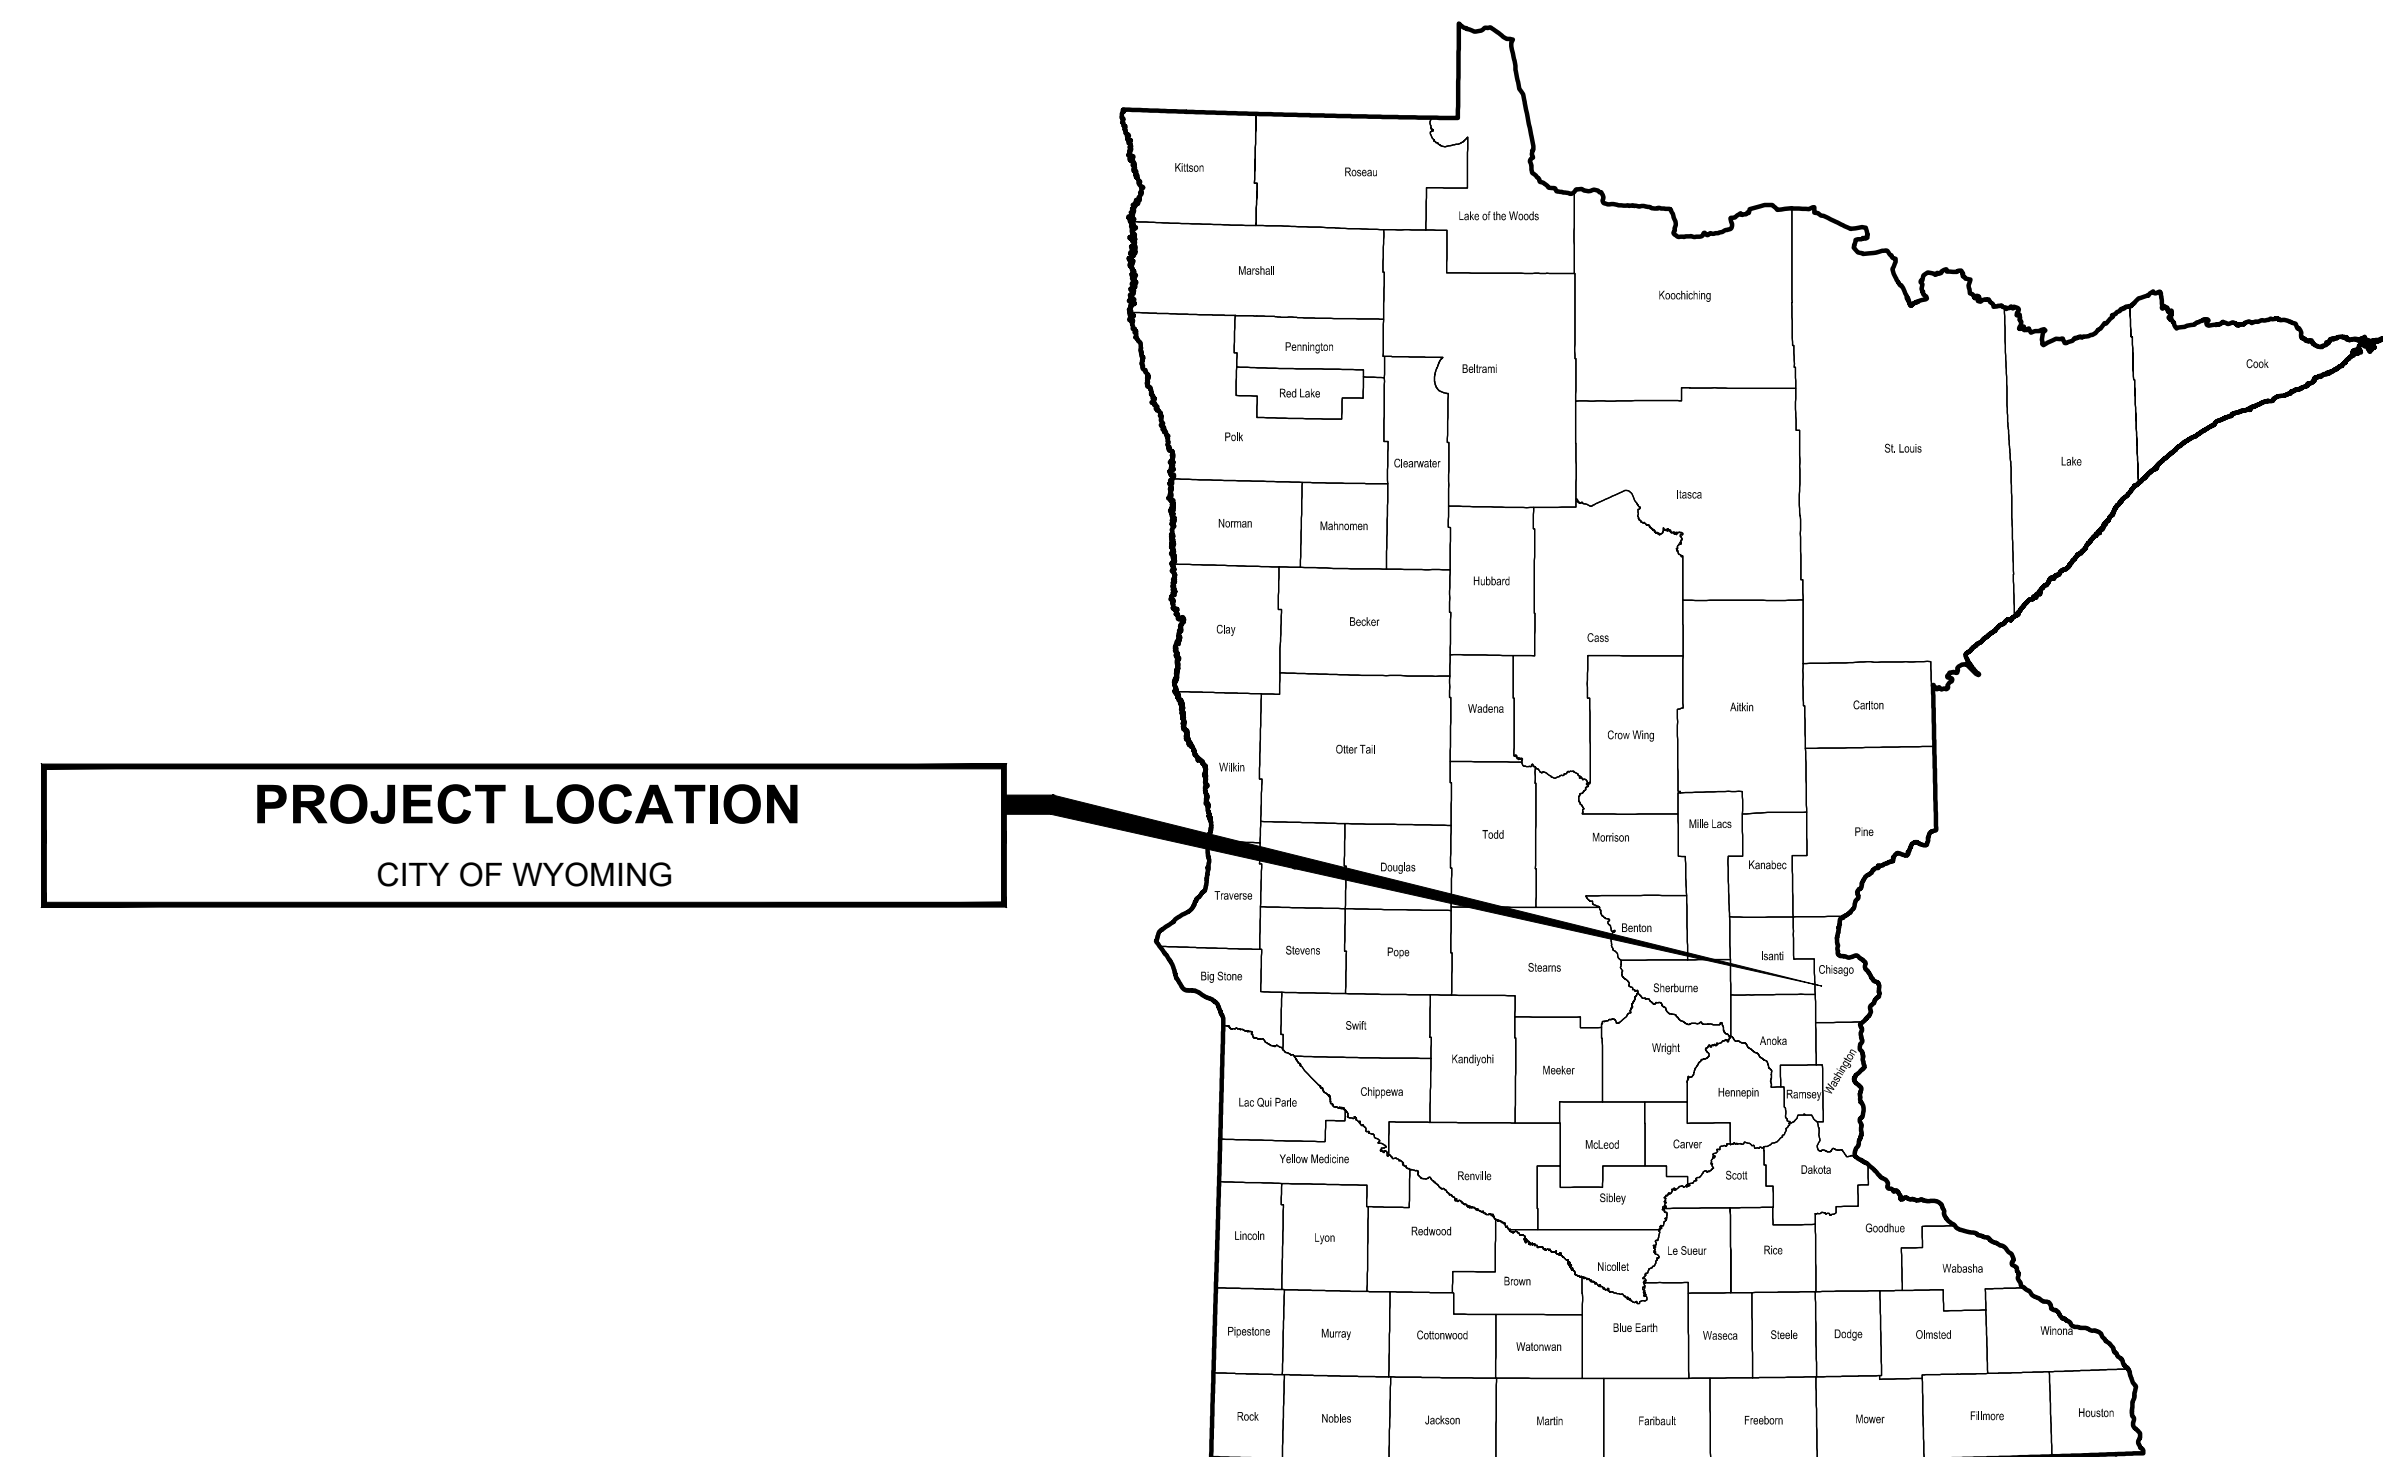 Kittson
Roseau
Lake of the Woods
Marshall
Koochiching
Pennington
Beltrami
Cook
Red Lake
Polk
Clearwater
St. Louis
Lake
Itasca
Norman
Mahnomen
Hubbard
Clay
Becker
Cass
Wadena
Aitkin
Carlton
Crow Wing
Otter Tail
Wilkin
PROJECT LOCATION
CITY OF WYOMING
Todd
Morrison
Mille Lacs
Pine
Kanabec
Douglas
Traverse
Benton
Stevens
Pope
Stearns
Isanti
Chisago
Big Stone
Sherburne
Swift
Kandiyohi
Wright
Anoka
Meeker
Washington
Chippewa
Hennepin
Ramsey
Lac Qui Parle
McLeod
Carver
Yellow Medicine
Renville
Scott
Dakota
Sibley
Lincoln
Lyon
Redwood
Goodhue
Le Sueur
Rice
Nicollet
Brown
Wabasha
Pipestone
Murray
Cottonwood
Watonwan
Blue Earth
Waseca
Steele
Dodge
Olmsted
Winona
Rock
Nobles
Jackson
Martin
Faribault
Freeborn
Mower
Fillmore
Houston